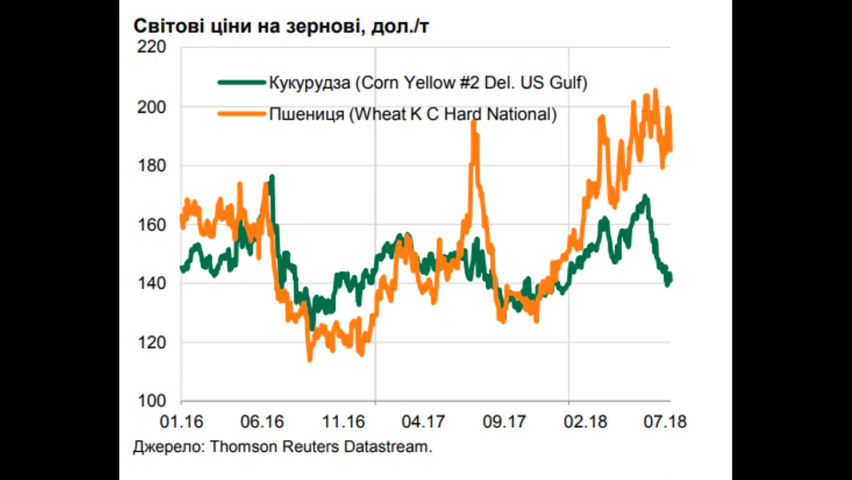 Світові ціни на зернові, дол./т
220
Кукурудза (Corn Yellow #2 Del. US Gulf)
200
Пшениця (Wheat K C Hard National)
180
160
140
120
100
01.16 06.16 11.16 04.17 09.17 02.18 07.18
Джерело: Thomson Reuters Datastream.